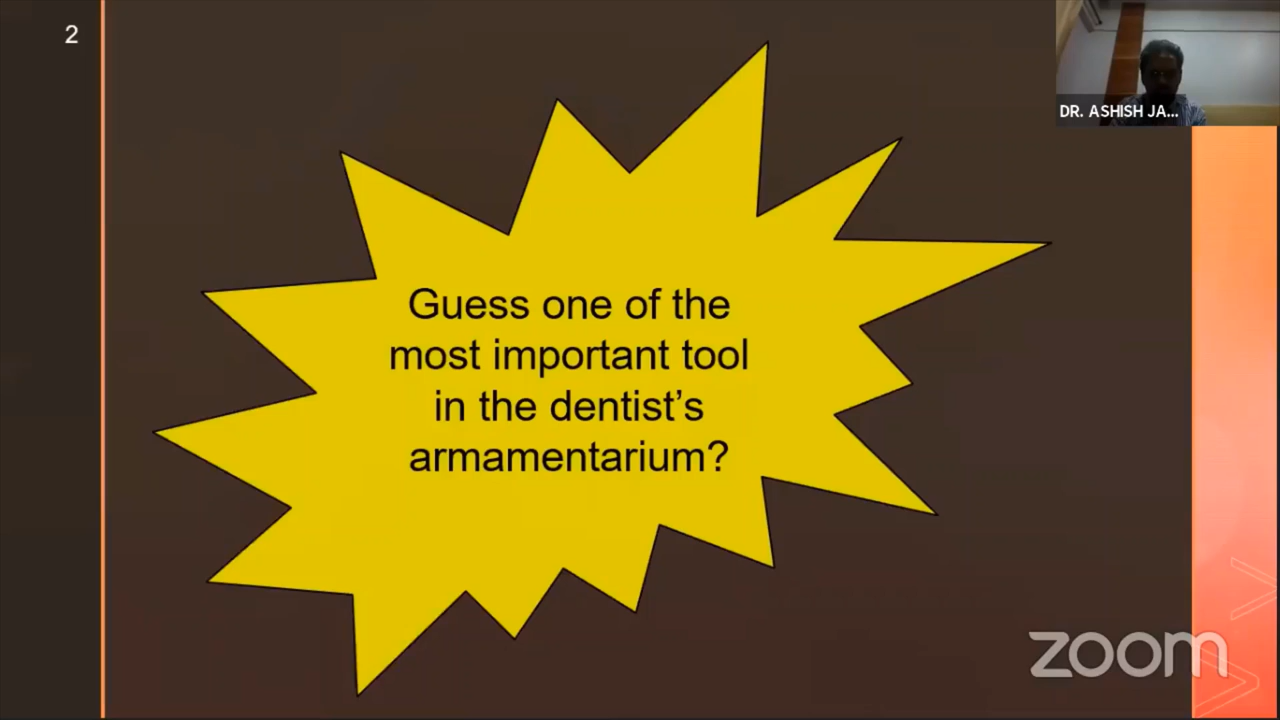 2
DR. ASHISH JA...
Guess one of the
most important tool
in the dentist’s
armamentarium?
zoom